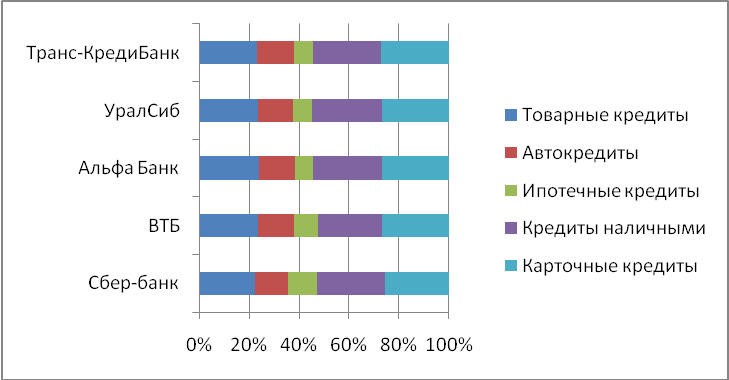 Транс-КредиБанк
УралСиб
Альфа Банк
ВТБ
Сбер-банк
0% 20% 40% 60% 80% 100%
Товарные кредиты
Автокредиты
Ипотечные кредиты
Кредиты наличными
Карточные кредиты